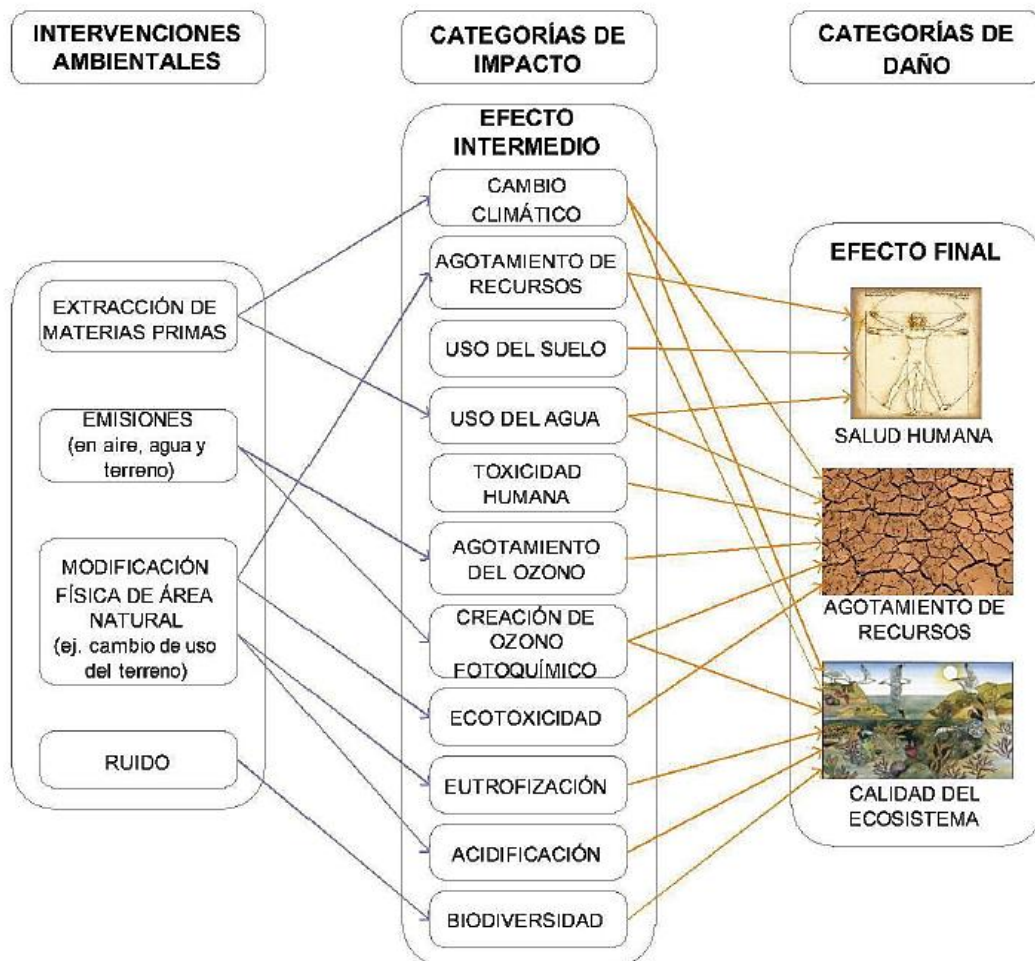 INTERVENCIONES
AMBIENTALES
CATEGORÍAS DE
IMPACTO
CATEGORÍAS DE
DAÑO
EXTRACCIÓN DE
MATERIAS PRIMAS
EMISIONES
(en aire, agua y
terreno)
MODIFICACIÓN
FÍSICA DE ÁREA
NATURAL
(ej. cambio de uso
del terreno)
RUIDO
EFECTO
INTERMEDIO
CAMBIO
CLIMÁTICO
AGOTAMIENTO DE
RECURSOS
USO DEL SUELO
USO DEL AGUA
TOXICIDAD
HUMANA
AGOTAMIENTO
DEL OZONO
CREACIÓN DE
OZONO
FOTOQUÍMICO
ECOTOXICIDAD
EUTROFIZACIÓN
ACIDIFICACIÓN
BIODIVERSIDAD
EFECTO FINAL
SALUD HUMANA
AGOTAMIENTO DE
RECURSOS
CALIDAD DEL
ECOSISTEMA